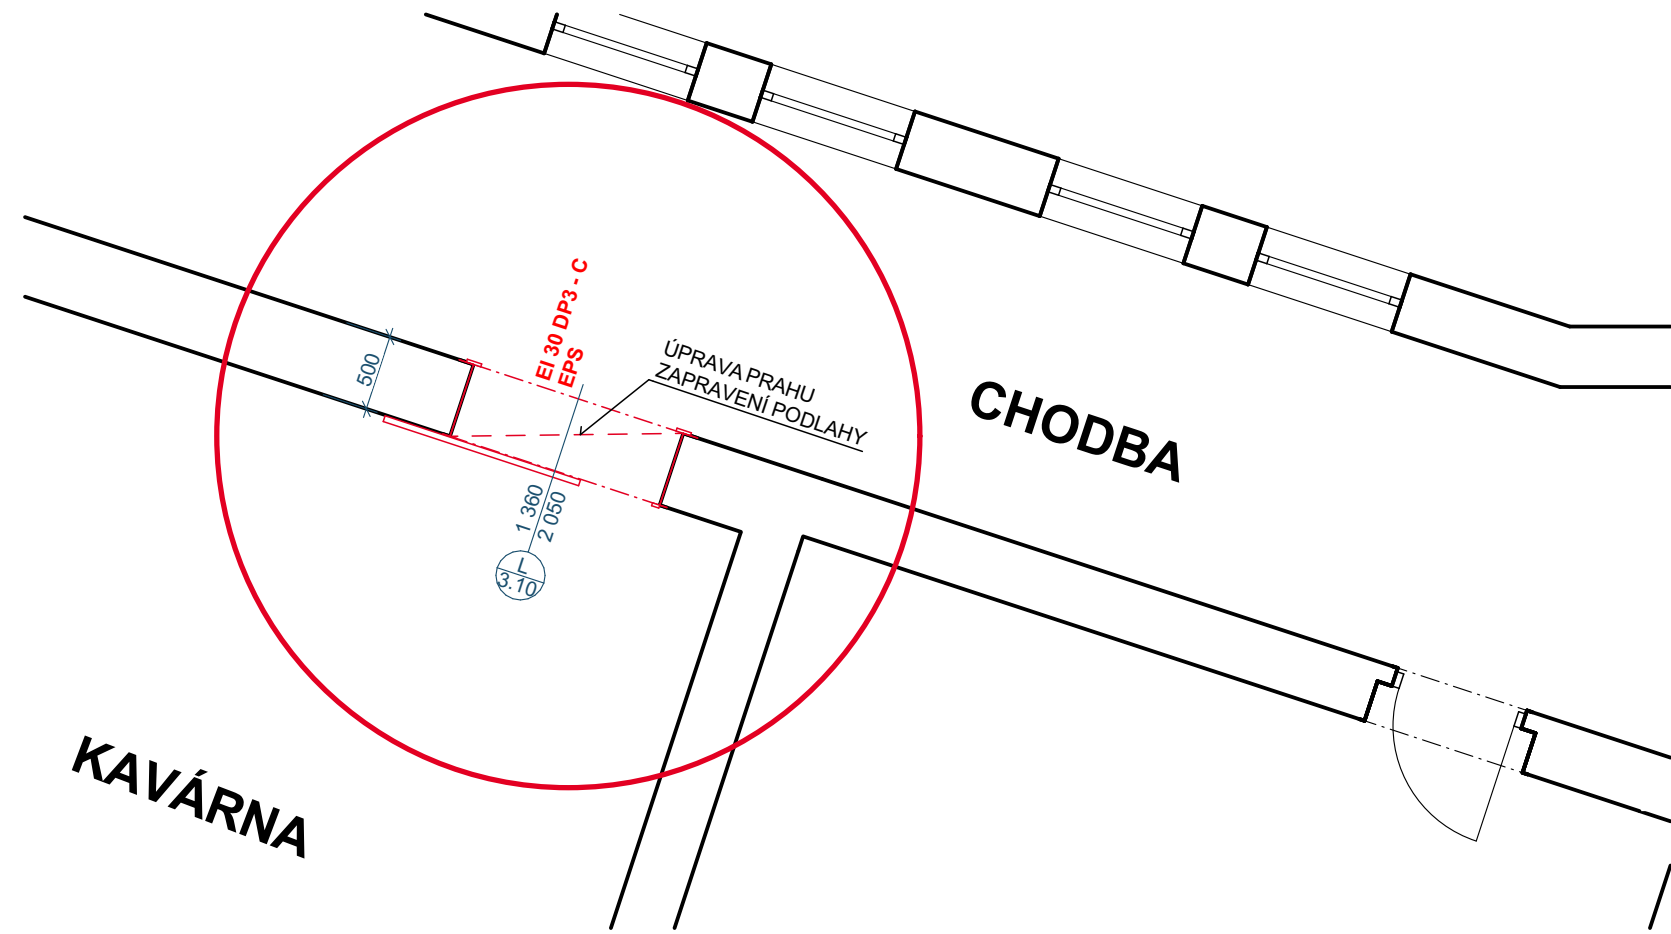 EI 30 DP3 - C
EPS
ÚPRAVA PRAHU
ZAPRAVENÍ PODLAHY
500
CHODBA
1 360
2 050
L
3.10
KAVÁRNA